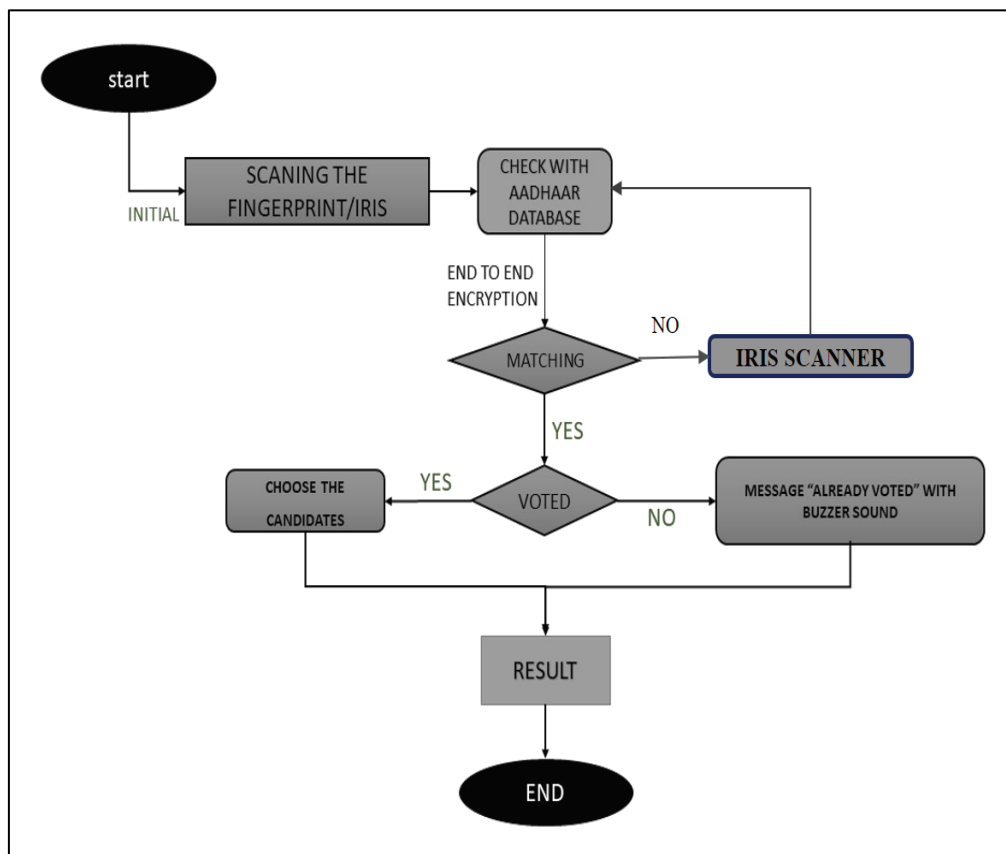 start
INITIAL
SCANING THE
FINGERPRINT/IRIS
CHECK WITH
AADHAAR
DATABASE
END TO END
ENCRYPTION
MATCHING
NO
IRIS SCANNER
YES
VOTED
YES
CHOOSE THE
CANDIDATES
NO
MESSAGE “ALREADY VOTED” WITH
BUZZER SOUND
RESULT
END